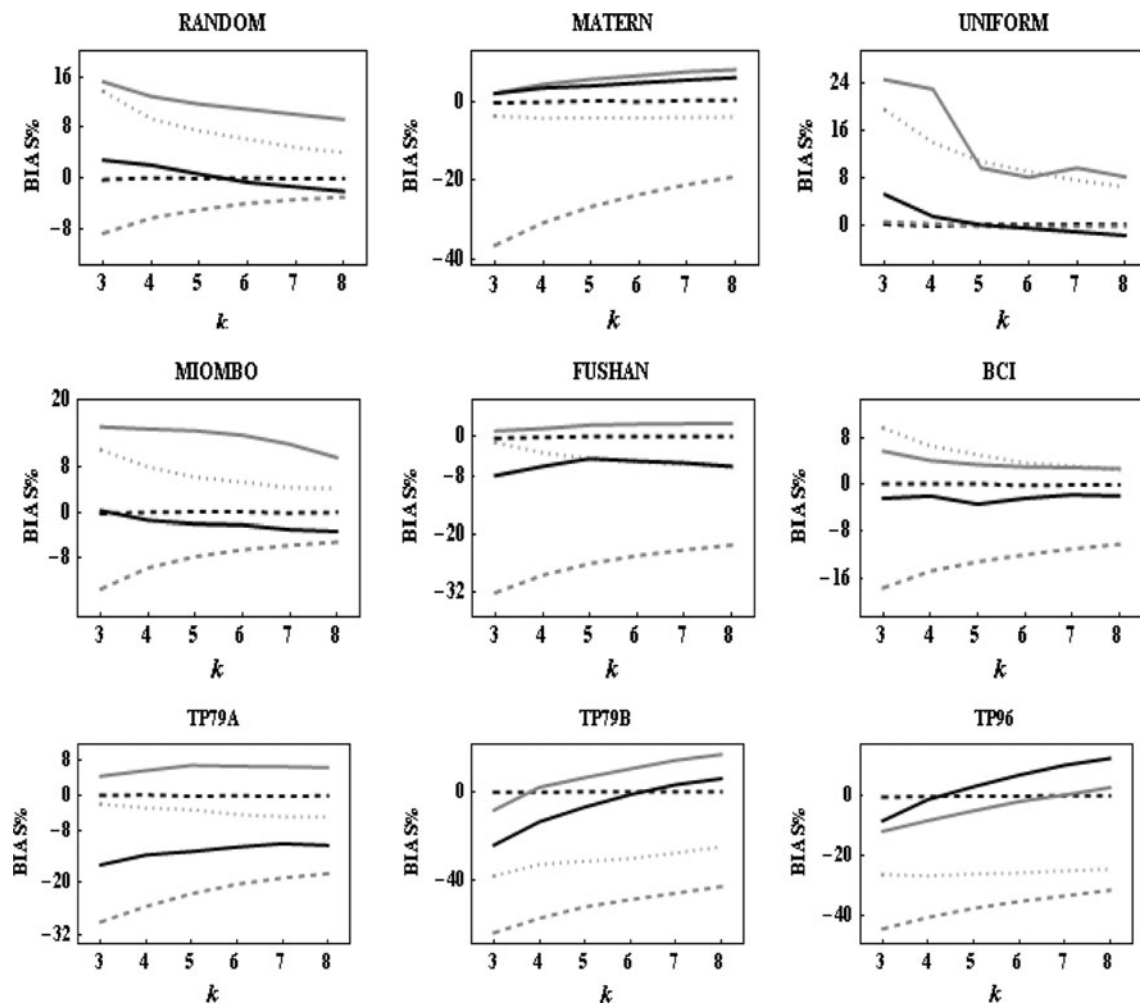 RANDOM
MATERN
UNIFORM
BIAS%
16
8
0
−8
3 4 5 6 7 8
k
BIAS%
0
−20
−40
3 4 5 6 7 8
k
BIAS%
24
16
8
0
3 4 5 6 7 8
k
MIOMBO
FUSHAN
BCI
BIAS%
20
8
0
−8
3 4 5 6 7 8
k
BIAS%
0
−8
−20
−32
3 4 5 6 7 8
k
BIAS%
8
0
−8
−16
3 4 5 6 7 8
k
TP79A
TP79B
TP96
BIAS%
8
0
−8
−20
−32
3 4 5 6 7 8
k
BIAS%
0
−40
3 4 5 6 7 8
k
BIAS%
0
−20
−40
3 4 5 6 7 8
k